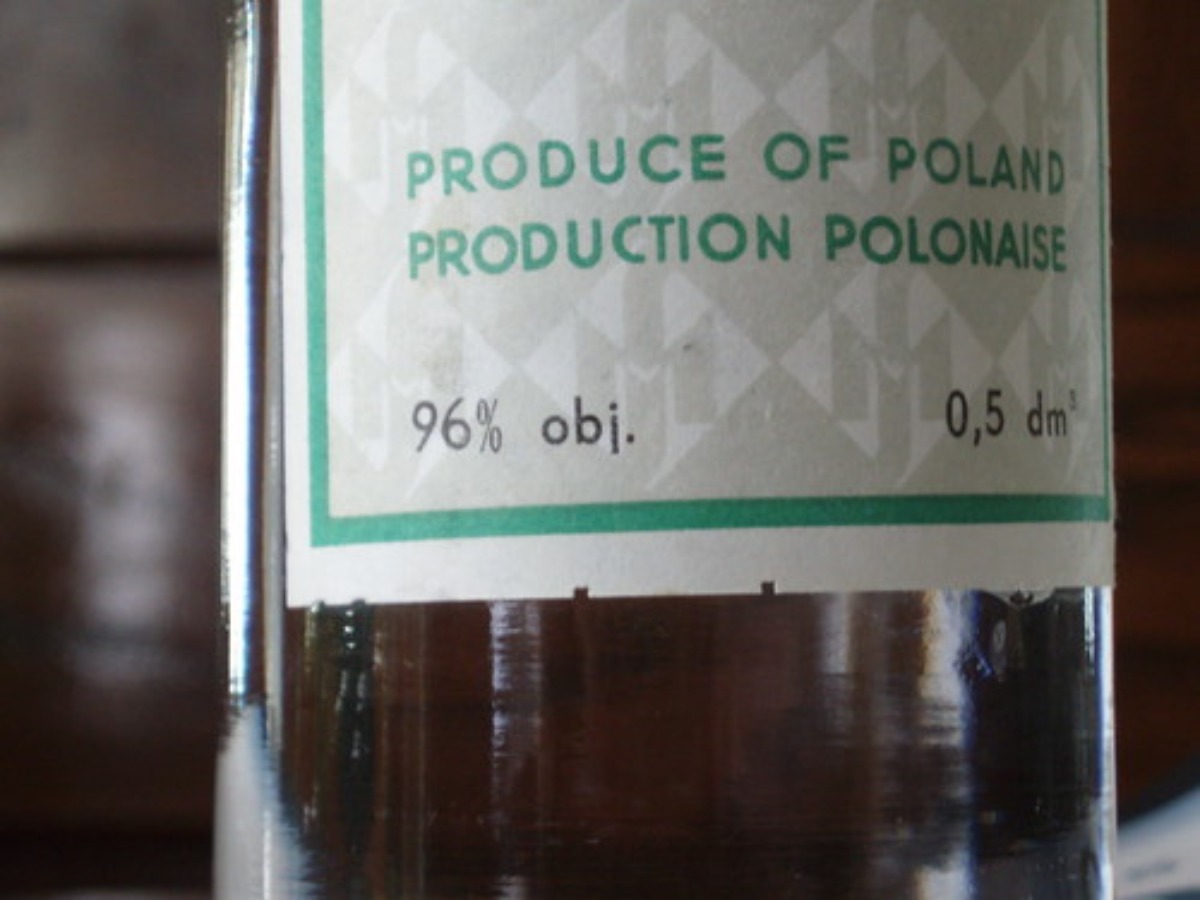 PRODUCE OF POLAND
PRODUCTION POLONAISE
96% obj. 0,5 dm³